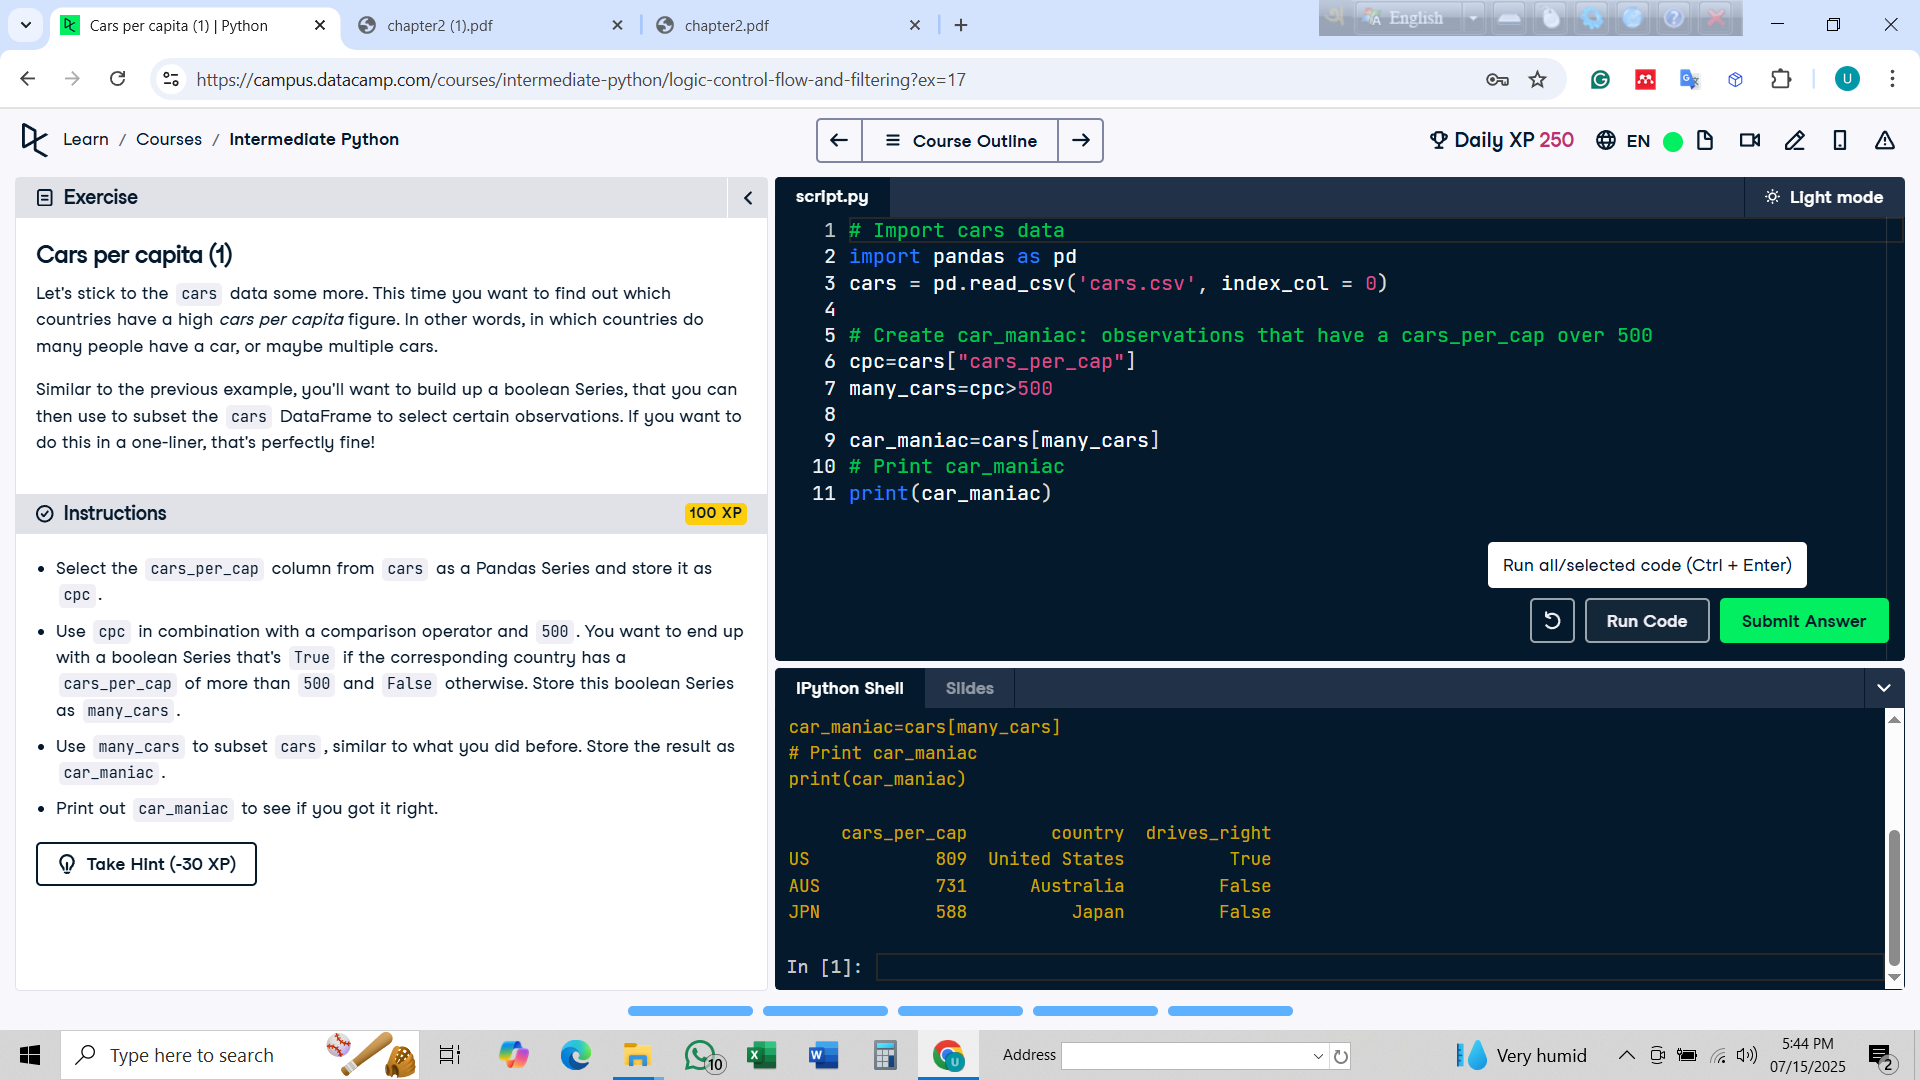 Cars per capita (1) | Python
chapter2 (1).pdf
chapter2.pdf
English
https://campus.datacamp.com/courses/intermediate-python/logic-control-flow-and-filtering?ex=17
U
Learn / Courses / Intermediate Python
Course Outline
Daily XP 250
EN
Exercise
Cars per capita (1)
Let's stick to the cars data some more. This time you want to find out which
countries have a high cars per capita figure. In other words, in which countries do
many people have a car, or maybe multiple cars.
Similar to the previous example, you'll want to build up a boolean Series, that you can
then use to subset the cars DataFrame to select certain observations. If you want to
do this in a one-liner, that's perfectly fine!
Instructions
100 XP
• Select the cars_per_cap column from cars as a Pandas Series and store it as
cpc.
• Use cpc in combination with a comparison operator and 500. You want to end up
with a boolean Series that's True if the corresponding country has a
cars_per_cap of more than 500 and False otherwise. Store this boolean Series
as many_cars.
• Use many_cars to subset cars, similar to what you did before. Store the result as
car_maniac.
• Print out car_maniac to see if you got it right.
Take Hint (-30 XP)
script.py
Light mode
1 # Import cars data
2 import pandas as pd
3 cars = pd.read_csv('cars.csv', index_col = 0)
4
5 # Create car_maniac: observations that have a cars_per_cap over 500
6 cpc=cars["cars_per_cap"]
7 many_cars=cpc>500
8
9 car_maniac=cars[many_cars]
10 # Print car_maniac
11 print(car_maniac)
Run all/selected code (Ctrl + Enter)
Run Code
Submit Answer
IPython Shell
Slides
car_maniac=cars[many_cars]
# Print car_maniac
print(car_maniac)
cars_per_cap country drives_right
US 809 United States True
AUS 731 Australia False
JPN 588 Japan False
In [1]:
Type here to search
10
Address
Very humid
5:44 PM
07/15/2025
2